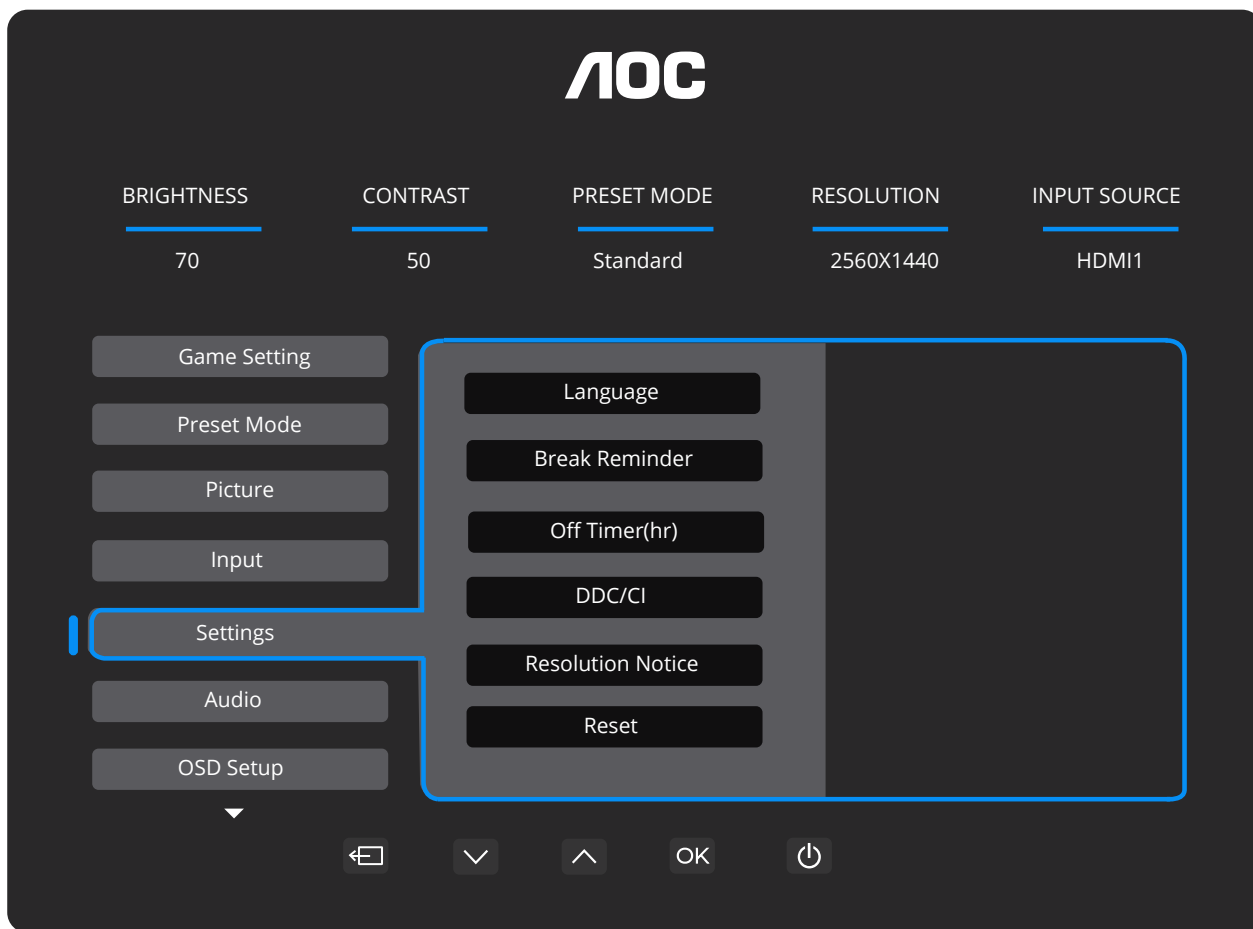 AOC
BRIGHTNESS CONTRAST PRESET MODE RESOLUTION INPUT SOURCE
70 50 Standard 2560X1440 HDMI1
Game Setting
Preset Mode
Picture
Input
Settings
Audio
OSD Setup
Language
Break Reminder
Off Timer(hr)
DDC/CI
Resolution Notice
Reset
OK